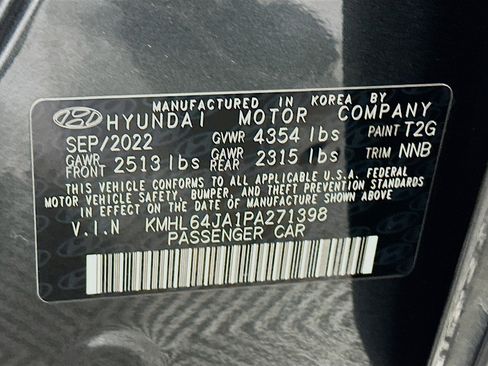 MANUFACTURED IN KOREA BY
HYUNDAI MOTOR COMPANY
SEP/2022 GVWR 4354 lbs PAINT T2G
GAWR FRONT 2513 lbs GAWR REAR 2315 lbs TRIM NNB
THIS VEHICLE CONFORMS TO ALL APPLICABLE U.S.A. FEDERAL
MOTOR VEHICLE SAFETY, BUMPER, AND THEFT PREVENTION STANDARDS
IN EFFECT ON THE DATE OF MANUFACTURE SHOWN ABOVE
V.I.N KMHL64JA1PA271398
PASSENGER CAR